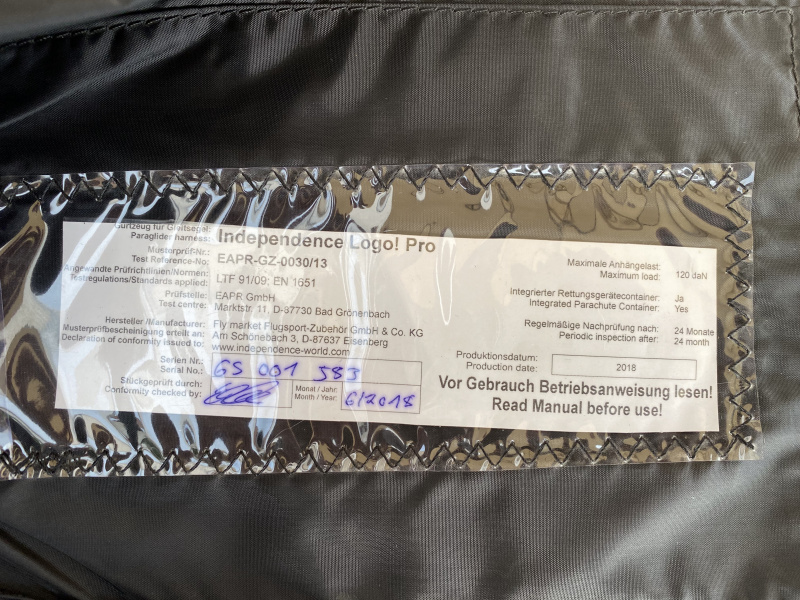 Gurtzeug für Gleitsegel:
Paraglider harness: Independence Logo! Pro
Musterprüf-Nr.:
Test Reference-No: EAPR-GZ-0030/13
Angewandte Prüfrichtlinien/Normen:
Testregulations/Standards applied: LTF 91/09; EN 1651
Prüfstelle: EAPR GmbH
Test centre: Marktstr. 11, D-87730 Bad Grönenbach
Hersteller /Manufacturer: Fly market Flugsport-Zubehör GmbH & Co. KG
Musterprüfbescheinigung erteilt an: Am Schönebach 3, D-87637 Eisenberg
Declaration of conformity issued to: www.independence-world.com
Serien Nr.:
Serial No.: GS 001 583
Stückgeprüft durch:
Conformity checked by:
Monat / Jahr:
Month / Year: 6/2018
Maximale Anhängelast:
Maximum load: 120 daN
Integrierter Rettungsgerätecontainer: Ja
Integrated Parachute Container: Yes
Regelmäßige Nachprüfung nach: 24 Monate
Periodic inspection after: 24 month
Produktionsdatum:
Production date: 2018
Vor Gebrauch Betriebsanweisung lesen!
Read Manual before use!